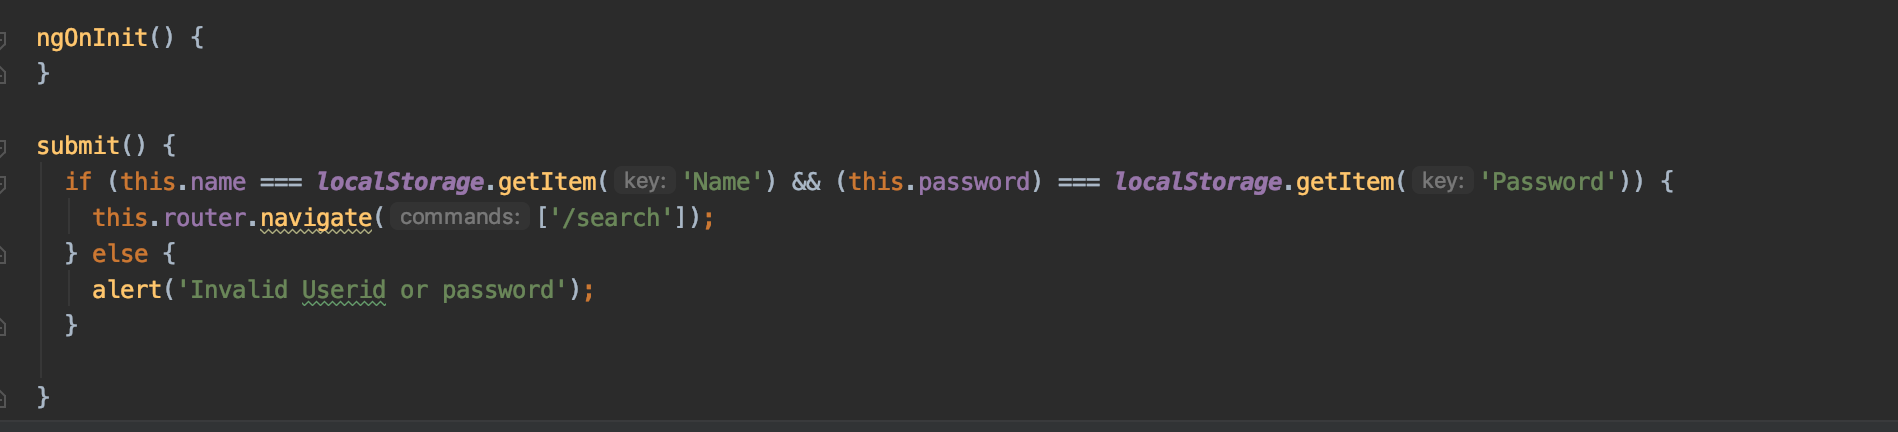 ngOnInit() {
}
submit() {
if (this.name === localStorage.getItem( key: 'Name') && (this.password) === localStorage.getItem( key: 'Password')) {
this.router.navigate( commands: ['/search']);
} else {
alert('Invalid Userid or password');
}
}